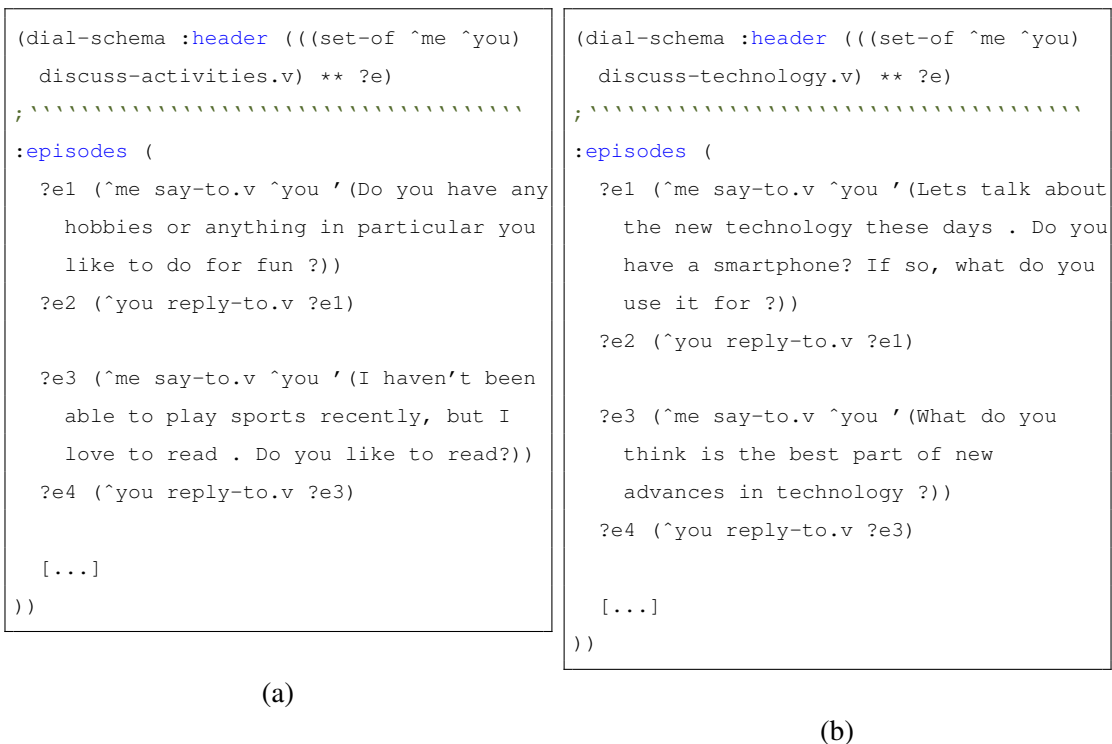 (dial-schema :header (((set-of ^me ^you)
discuss-activities.v) ** ?e)
;````````````````````````````````````````
:episodes (
?e1 (^me say-to.v ^you '(Do you have any
hobbies or anything in particular you
like to do for fun ?))
?e2 (^you reply-to.v ?e1)
?e3 (^me say-to.v ^you '(I haven't been
able to play sports recently, but I
love to read . Do you like to read?))
?e4 (^you reply-to.v ?e3)
[...]
))
(a)
(dial-schema :header (((set-of ^me ^you)
discuss-technology.v) ** ?e)
;````````````````````````````````````````
:episodes (
?e1 (^me say-to.v ^you '(Lets talk about
the new technology these days . Do you
have a smartphone? If so, what do you
use it for ?))
?e2 (^you reply-to.v ?e1)
?e3 (^me say-to.v ^you '(What do you
think is the best part of new
advances in technology ?))
?e4 (^you reply-to.v ?e3)
[...]
))
(b)